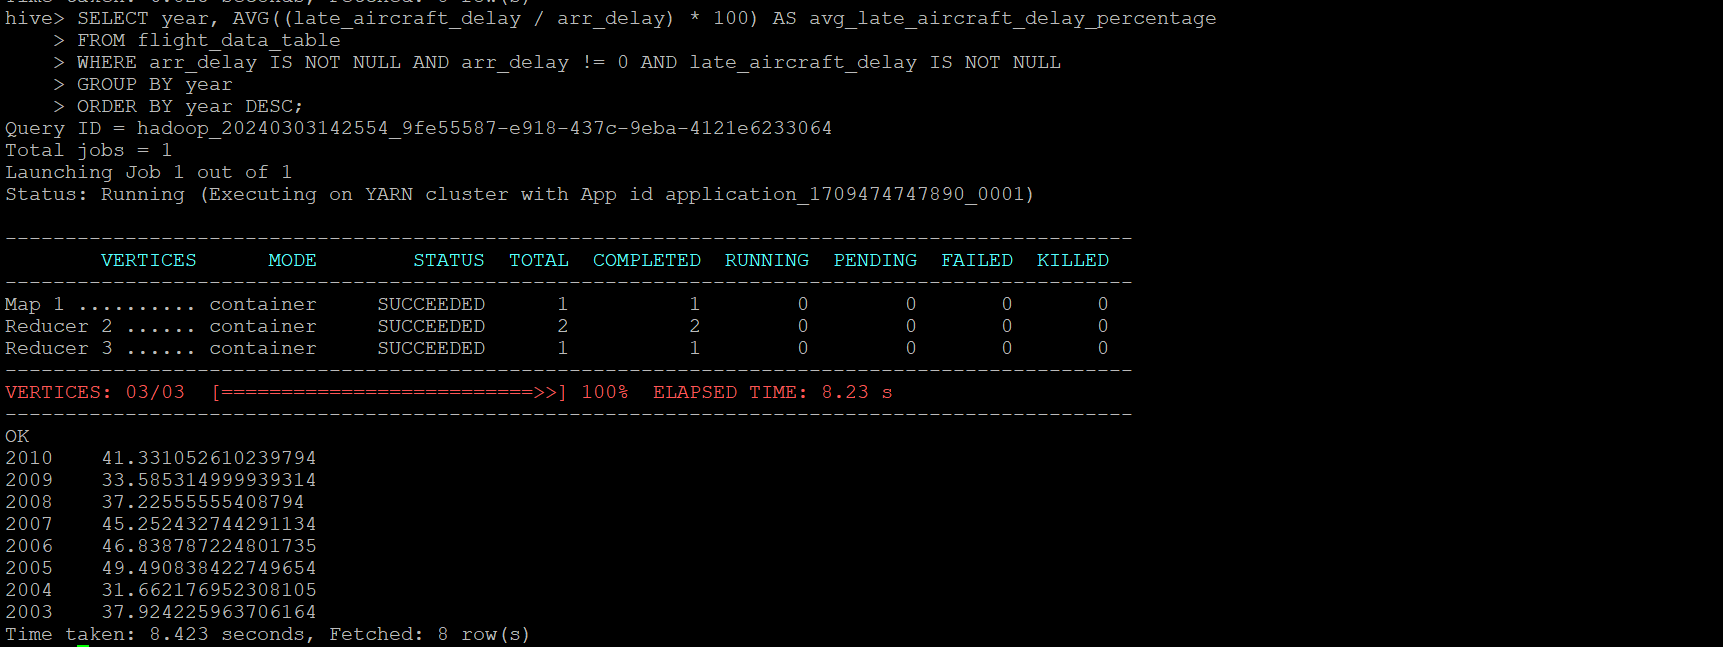 hive> SELECT year, AVG((late_aircraft_delay / arr_delay) * 100) AS avg_late_aircraft_delay_percentage
    > FROM flight_data_table
    > WHERE arr_delay IS NOT NULL AND arr_delay != 0 AND late_aircraft_delay IS NOT NULL
    > GROUP BY year
    > ORDER BY year DESC;
Query ID = hadoop_20240303142554_9fe55587-e918-437c-9eba-4121e6233064
Total jobs = 1
Launching Job 1 out of 1
Status: Running (Executing on YARN cluster with App id application_1709474747890_0001)
----------------------------------------------------------------------------------------------
        VERTICES      MODE        STATUS  TOTAL  COMPLETED  RUNNING  PENDING  FAILED  KILLED
----------------------------------------------------------------------------------------------
Map 1 .......... container     SUCCEEDED      1          1        0        0       0       0
Reducer 2 ...... container     SUCCEEDED      2          2        0        0       0       0
Reducer 3 ...... container     SUCCEEDED      1          1        0        0       0       0
----------------------------------------------------------------------------------------------
VERTICES: 03/03  [==========================>>] 100%  ELAPSED TIME: 8.23 s
----------------------------------------------------------------------------------------------
OK
2010    41.331052610239794
2009    33.585314999939314
2008    37.22555555408794
2007    45.252432744291134
2006    46.838787224801735
2005    49.490838422749654
2004    31.662176952308105
2003    37.924225963706164
Time taken: 8.423 seconds, Fetched: 8 row(s)